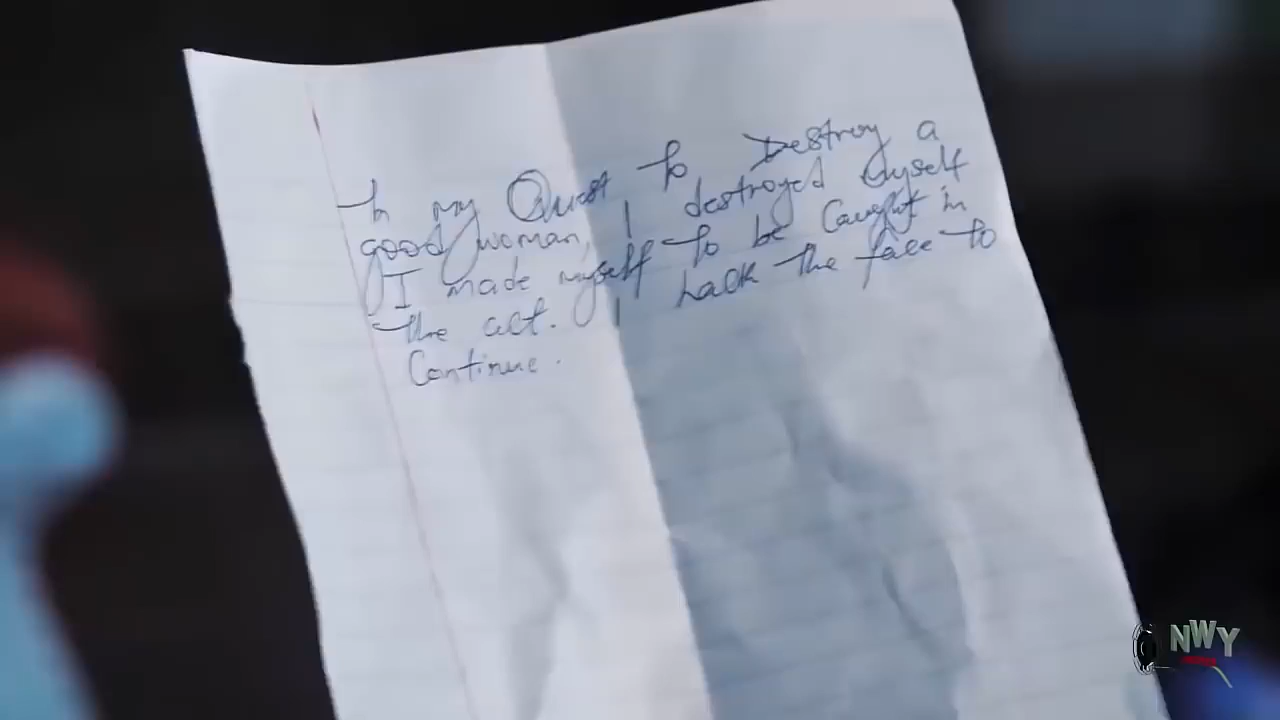 In my Quest to Destroy a
good woman, I destroyed myself
I made myself to be Caught in
the act. I Lack the face to
Continue.
NWY